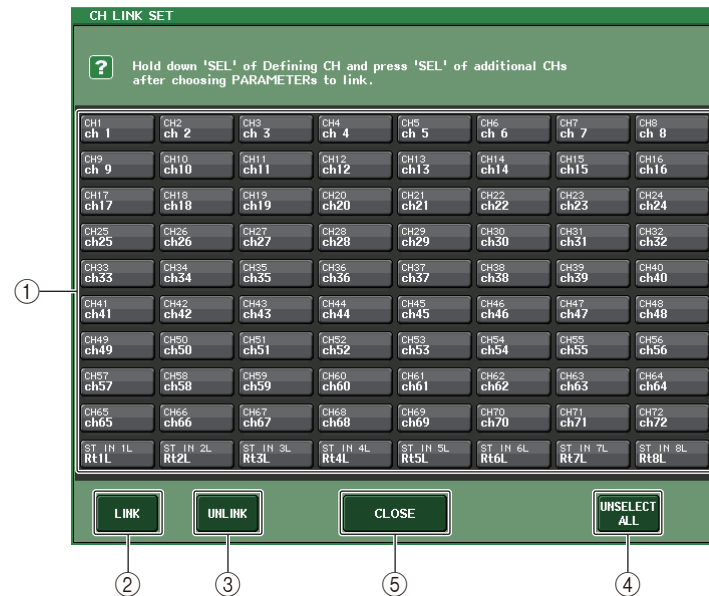 CH LINK SET
? Hold down 'SEL' of Defining CH and press 'SEL' of additional CHs
after choosing PARAMETERs to link.
CH1 CH2 CH3 CH4 CH5 CH6 CH7 CH8
ch 1 ch 2 ch 3 ch 4 ch 5 ch 6 ch 7 ch 8
CH9 CH10 CH11 CH12 CH13 CH14 CH15 CH16
ch 9 ch10 ch11 ch12 ch13 ch14 ch15 ch16
CH17 CH18 CH19 CH20 CH21 CH22 CH23 CH24
ch17 ch18 ch19 ch20 ch21 ch22 ch23 ch24
CH25 CH26 CH27 CH28 CH29 CH30 CH31 CH32
ch25 ch26 ch27 ch28 ch29 ch30 ch31 ch32
CH33 CH34 CH35 CH36 CH37 CH38 CH39 CH40
ch33 ch34 ch35 ch36 ch37 ch38 ch39 ch40
①
CH41 CH42 CH43 CH44 CH45 CH46 CH47 CH48
ch41 ch42 ch43 ch44 ch45 ch46 ch47 ch48
CH49 CH50 CH51 CH52 CH53 CH54 CH55 CH56
ch49 ch50 ch51 ch52 ch53 ch54 ch55 ch56
CH57 CH58 CH59 CH60 CH61 CH62 CH63 CH64
ch57 ch58 ch59 ch60 ch61 ch62 ch63 ch64
CH65 CH66 CH67 CH68 CH69 CH70 CH71 CH72
ch65 ch66 ch67 ch68 ch69 ch70 ch71 ch72
ST IN 1L ST IN 2L ST IN 3L ST IN 4L ST IN 5L ST IN 6L ST IN 7L ST IN 8L
Rt1L Rt2L Rt3L Rt4L Rt5L Rt6L Rt7L Rt8L
LINK UNLINK CLOSE UNSELECT
ALL
② ③ ⑤ ④